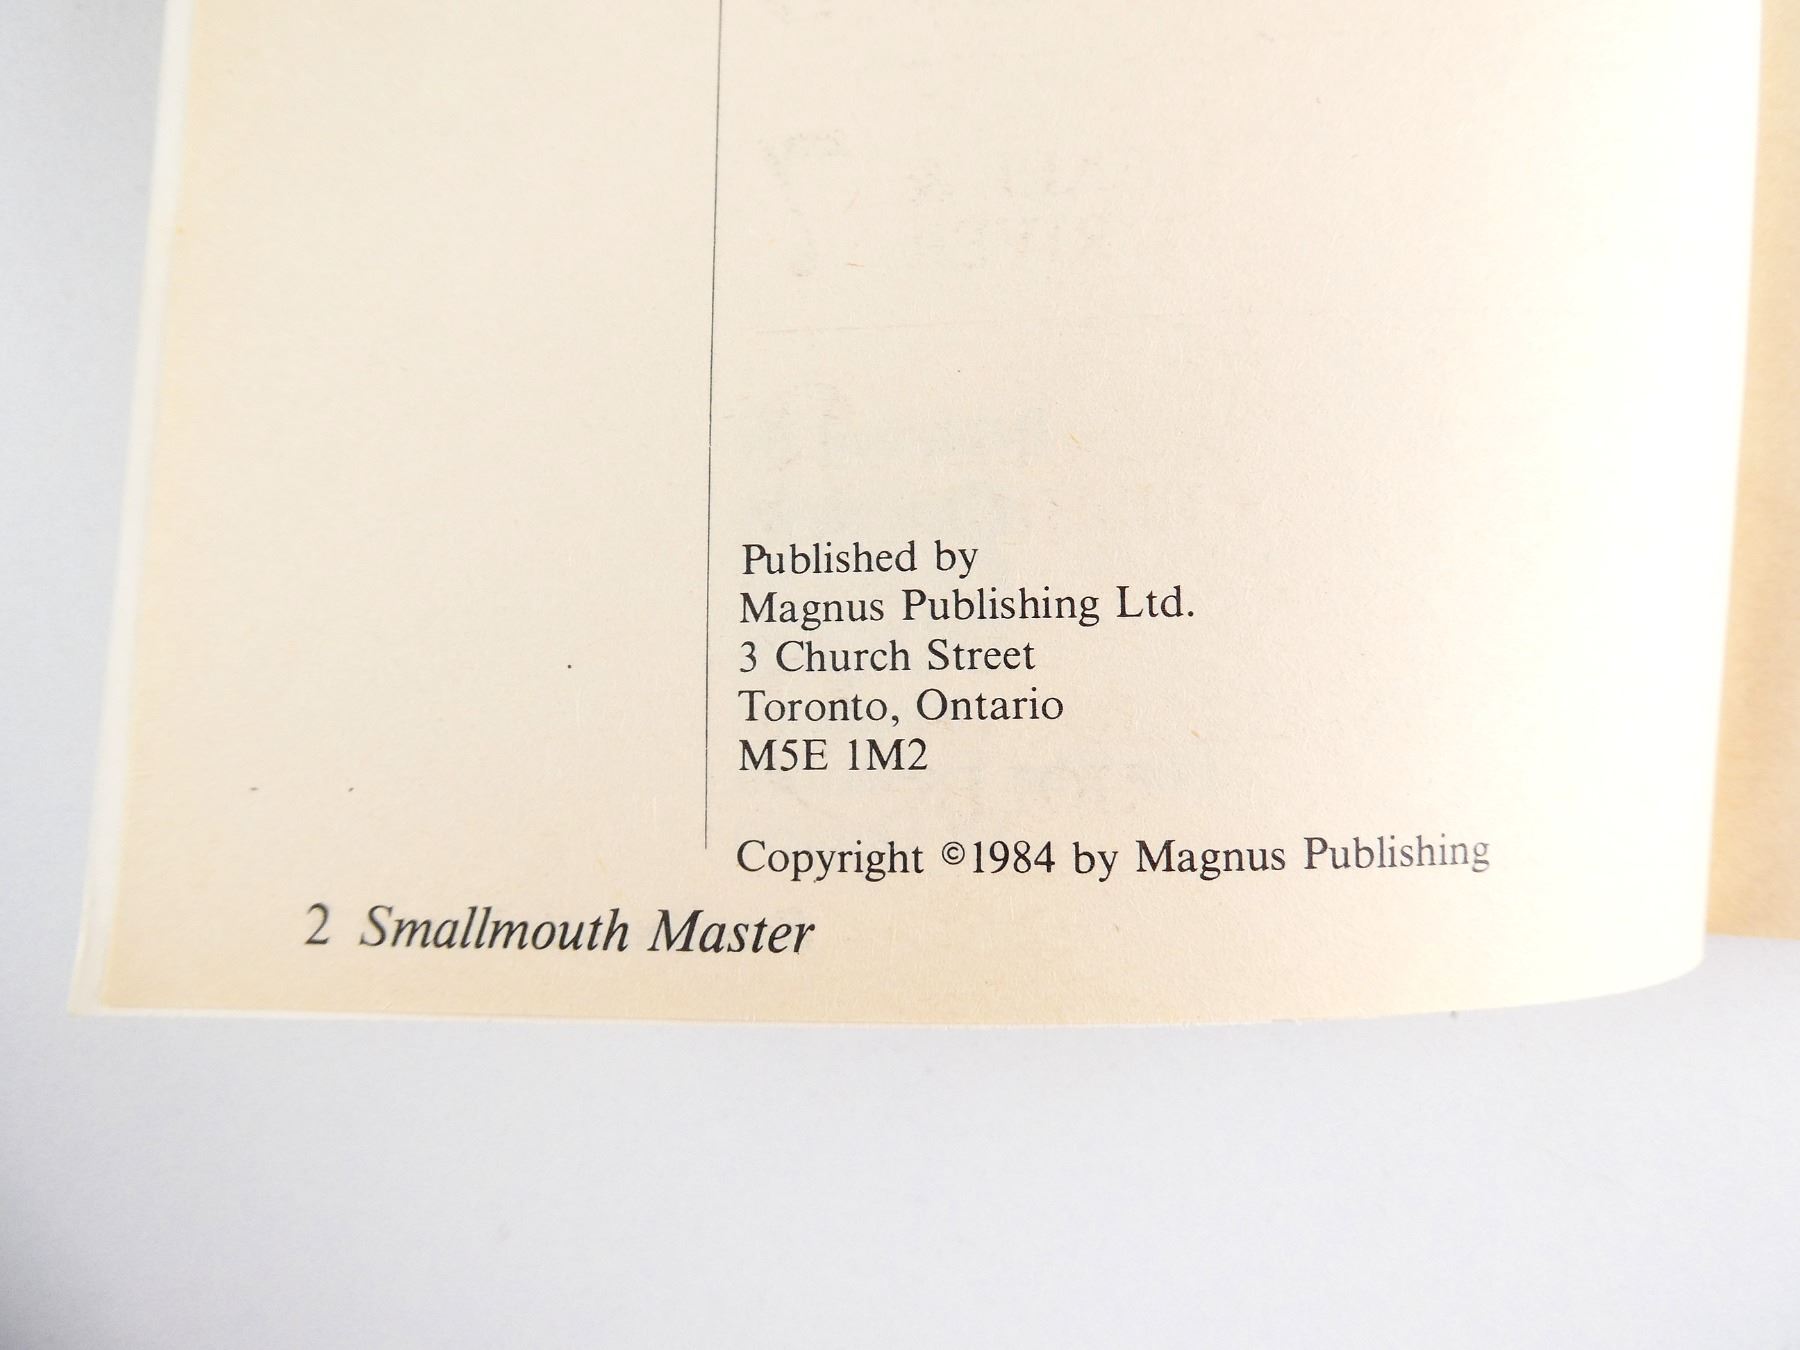 Published by
Magnus Publishing Ltd.
3 Church Street
Toronto, Ontario
M5E 1M2
Copyright ©1984 by Magnus Publishing
2 Smallmouth Master